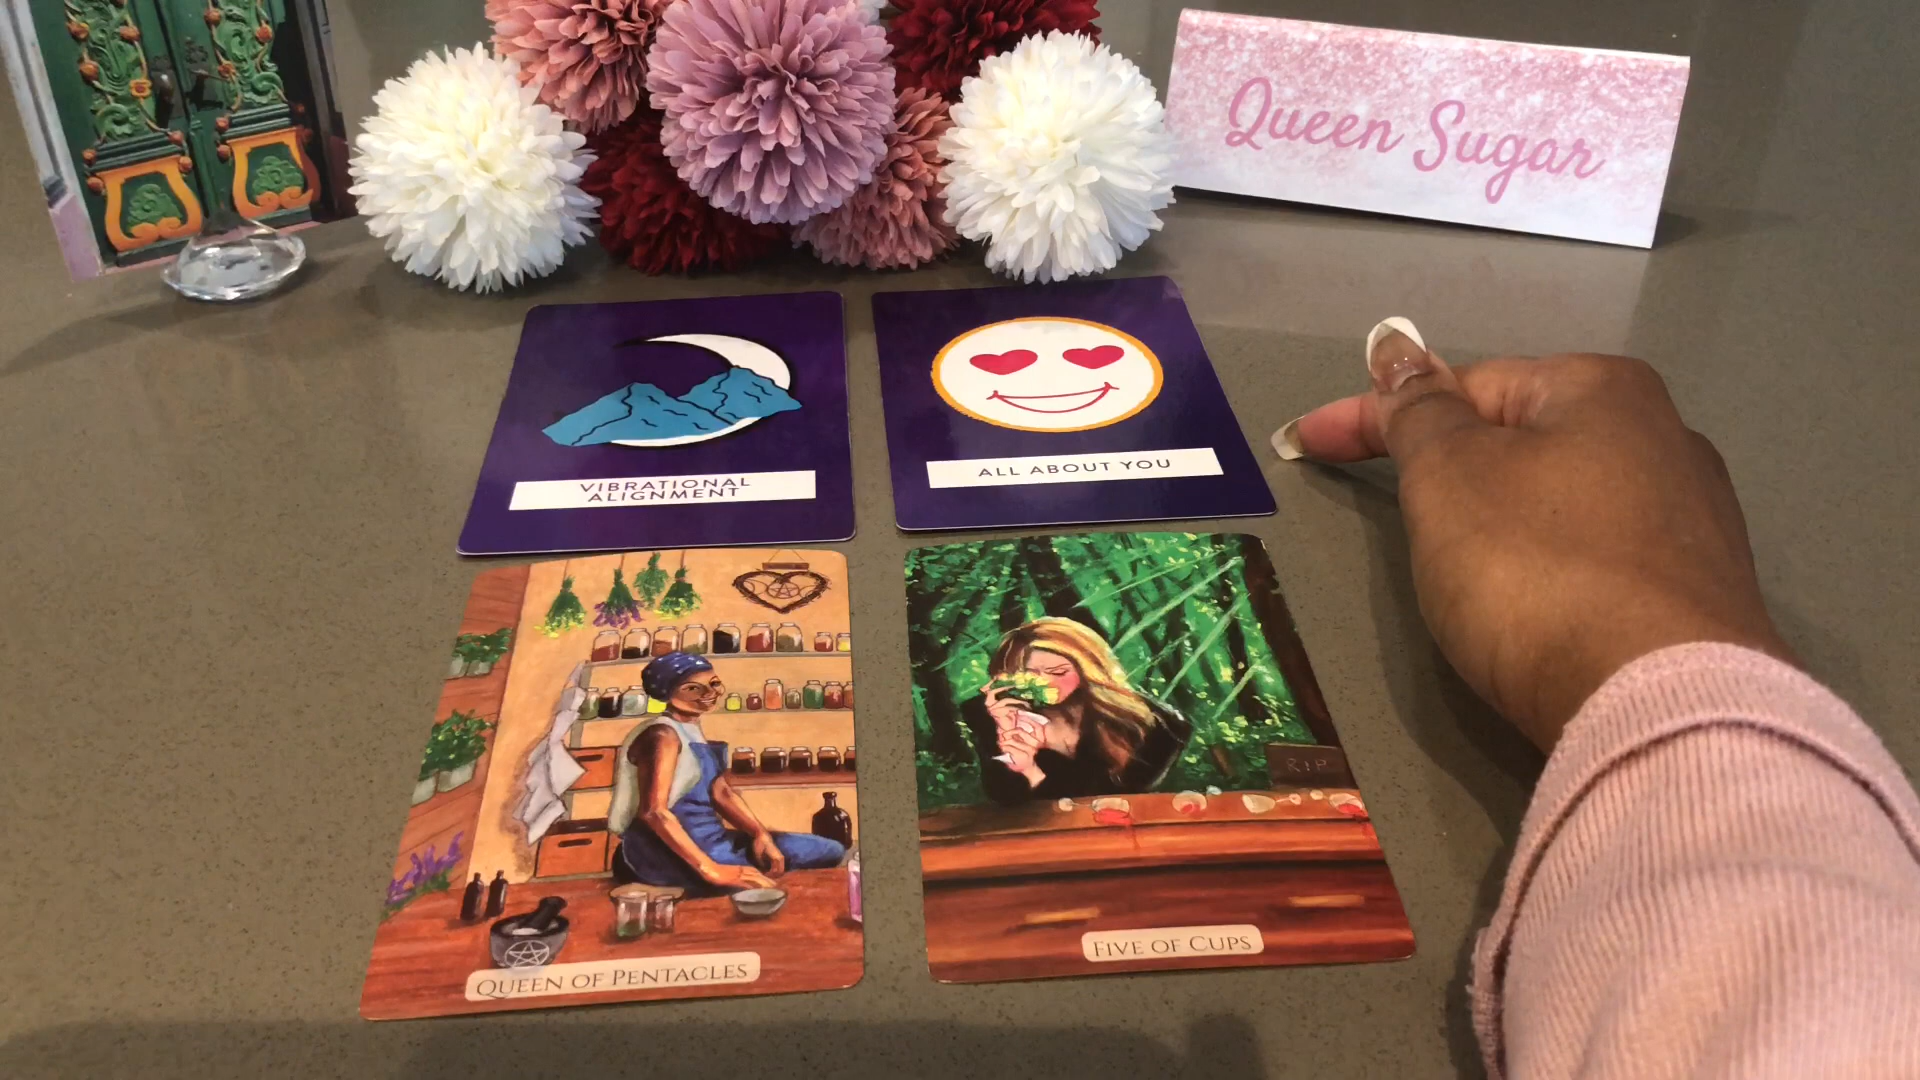 Queen Sugar
VIBRATIONAL
ALIGNMENT
ALL ABOUT YOU
RIP
QUEEN OF PENTACLES
FIVE OF CUPS